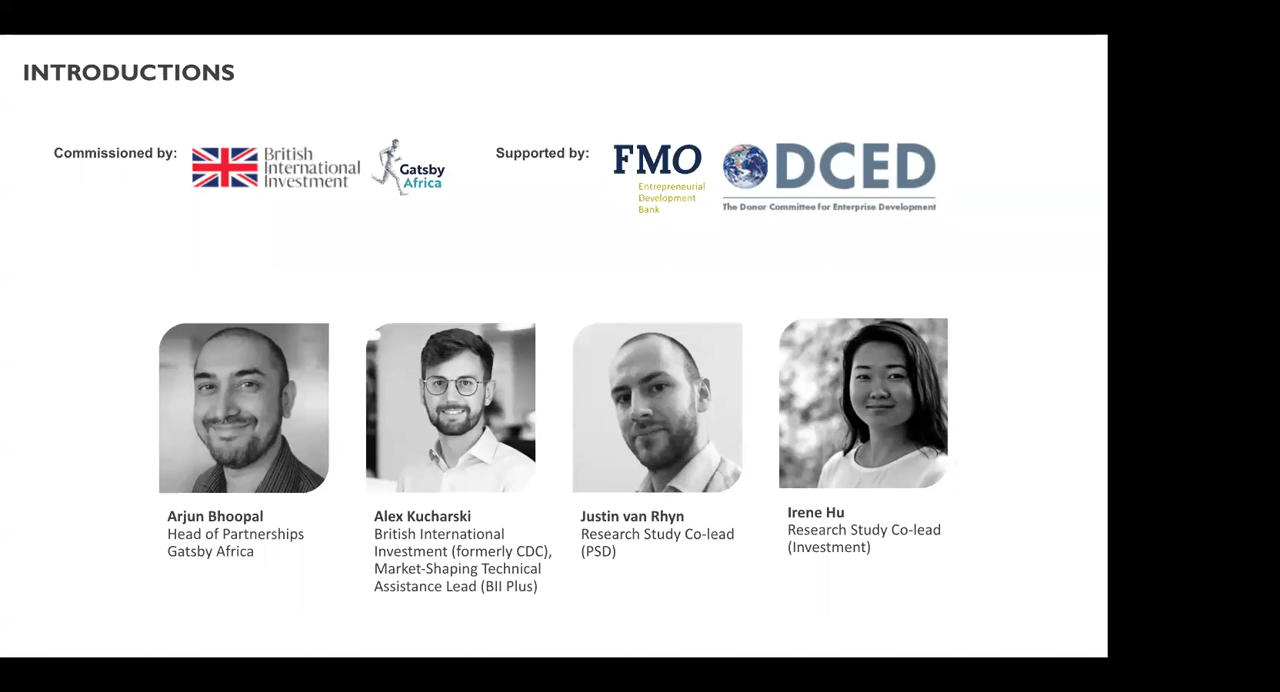 INTRODUCTIONS
Commissioned by:
British
International
Investment
Gatsby
Africa
Supported by:
FMO
Entrepreneurial
Development
Bank
DCED
The Donor Committee for Enterprise Development
Arjun Bhoopal
Head of Partnerships
Gatsby Africa
Alex Kucharski
British International
Investment (formerly CDC),
Market-Shaping Technical
Assistance Lead (BII Plus)
Justin van Rhyn
Research Study Co-lead
(PSD)
Irene Hu
Research Study Co-lead
(Investment)